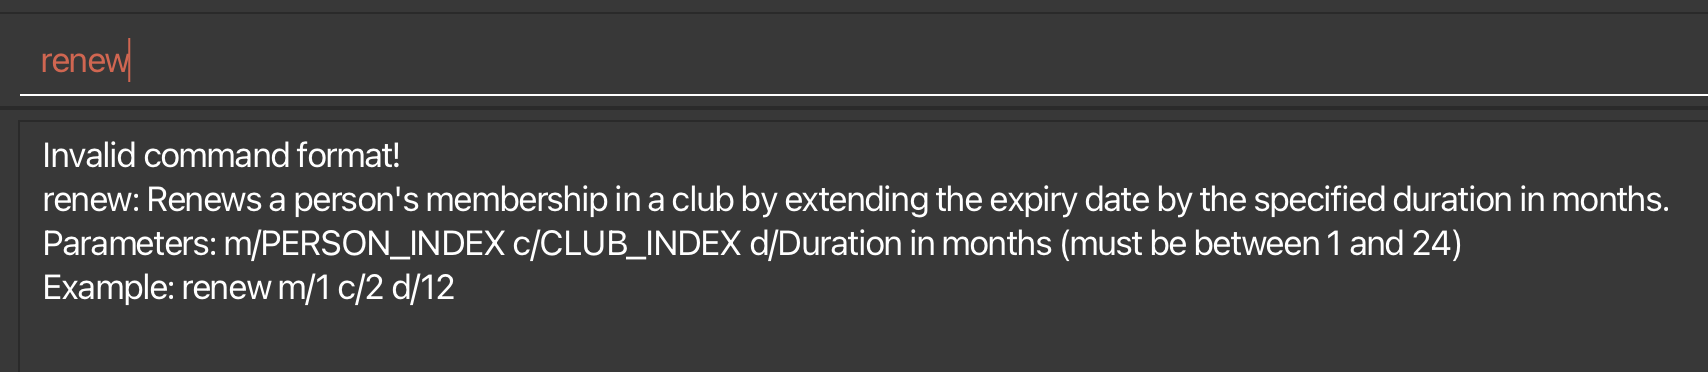 renew
Invalid command format!
renew: Renews a person's membership in a club by extending the expiry date by the specified duration in months.
Parameters: m/PERSON_INDEX c/CLUB_INDEX d/Duration in months (must be between 1 and 24)
Example: renew m/1 c/2 d/12